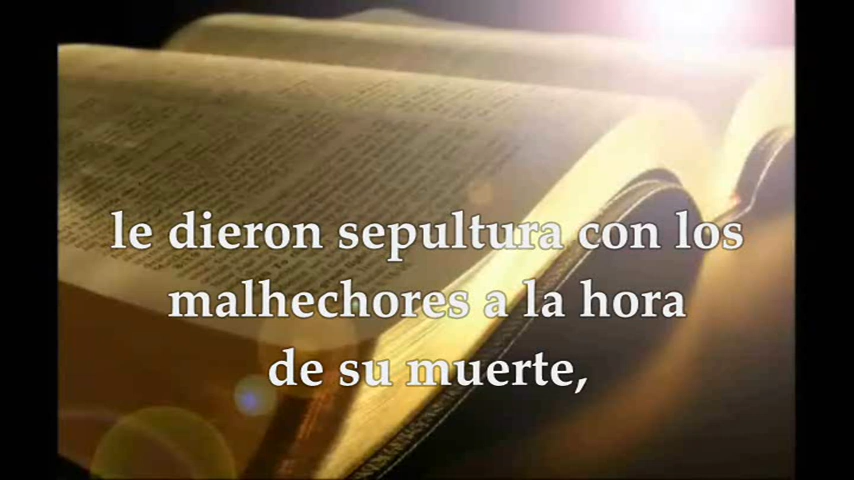 le dieron sepultura con los
malhechores a la hora
de su muerte,